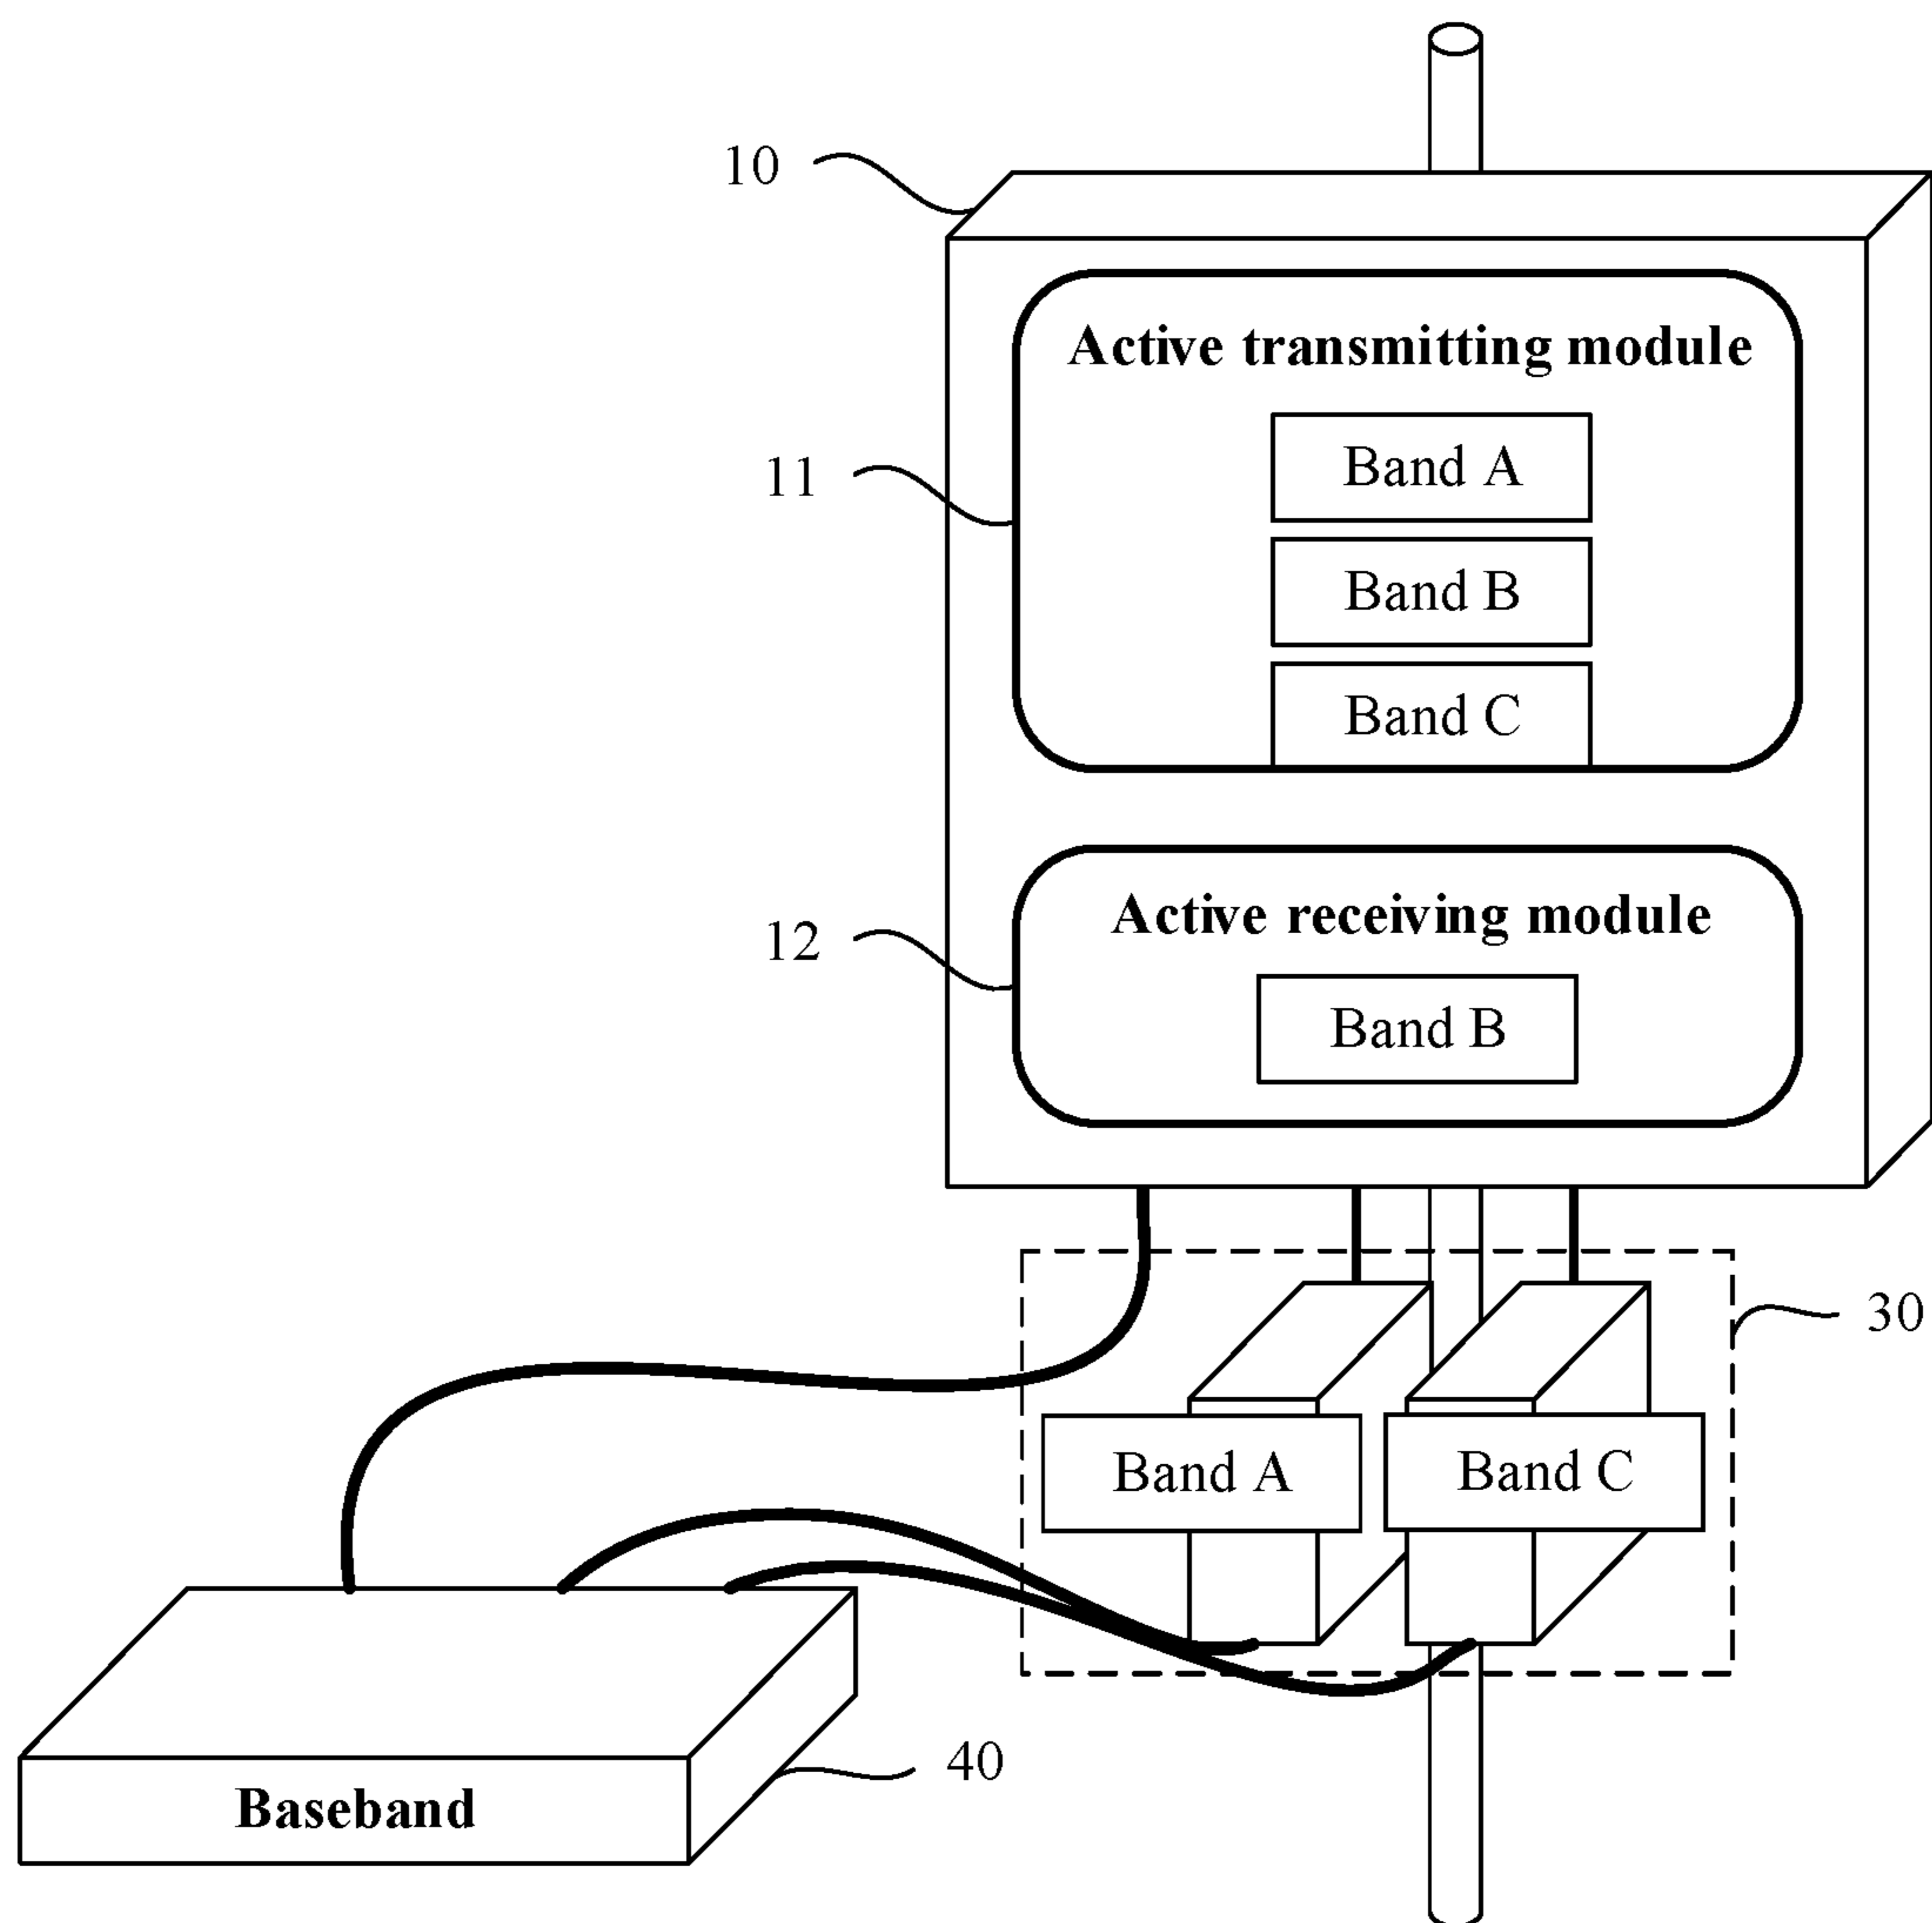 10
Active transmitting module
Band A
11
Band B
Band C
Active receiving module
12
Band B
30
Band A
Band C
40
Baseband